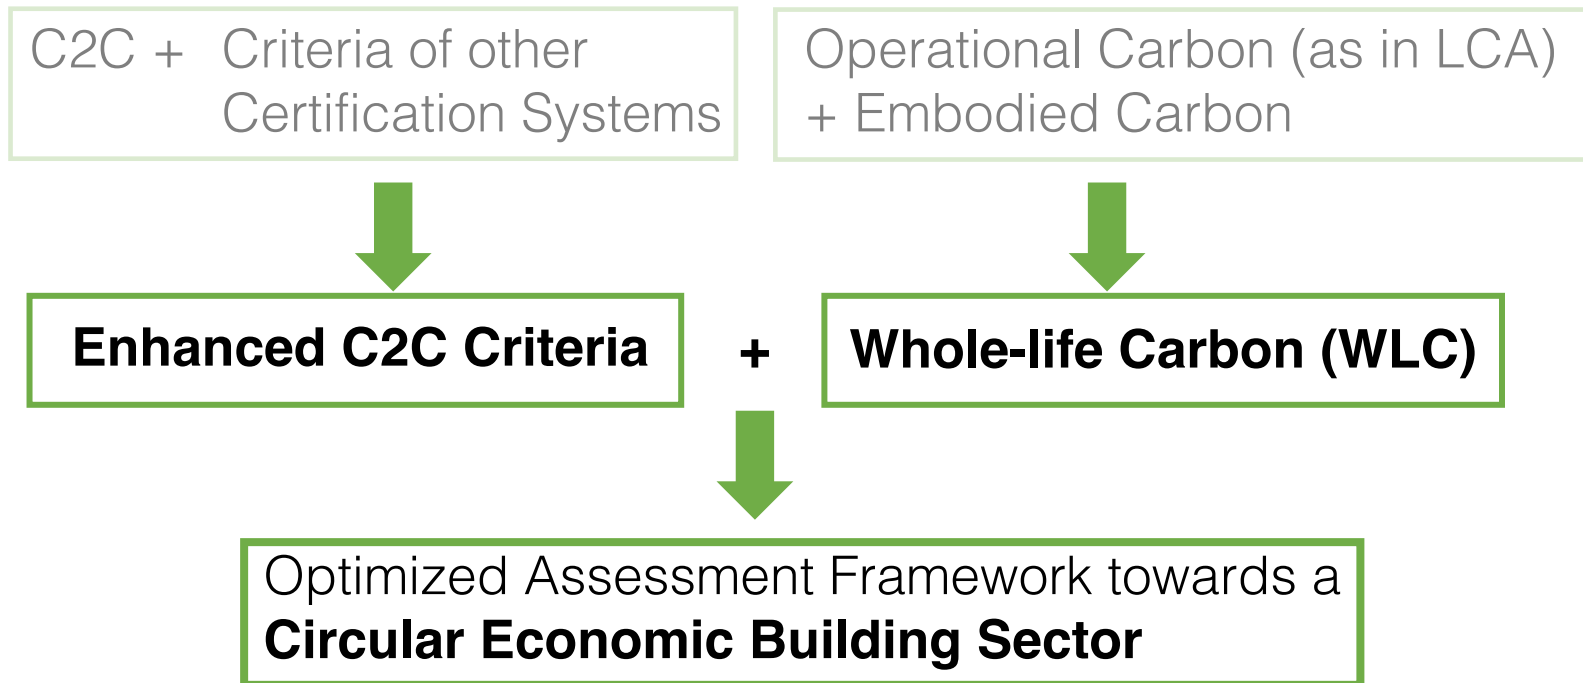 C2C + Criteria of other
Certification Systems
Operational Carbon (as in LCA)
+ Embodied Carbon
Enhanced C2C Criteria
+
Whole-life Carbon (WLC)
Optimized Assessment Framework towards a
Circular Economic Building Sector